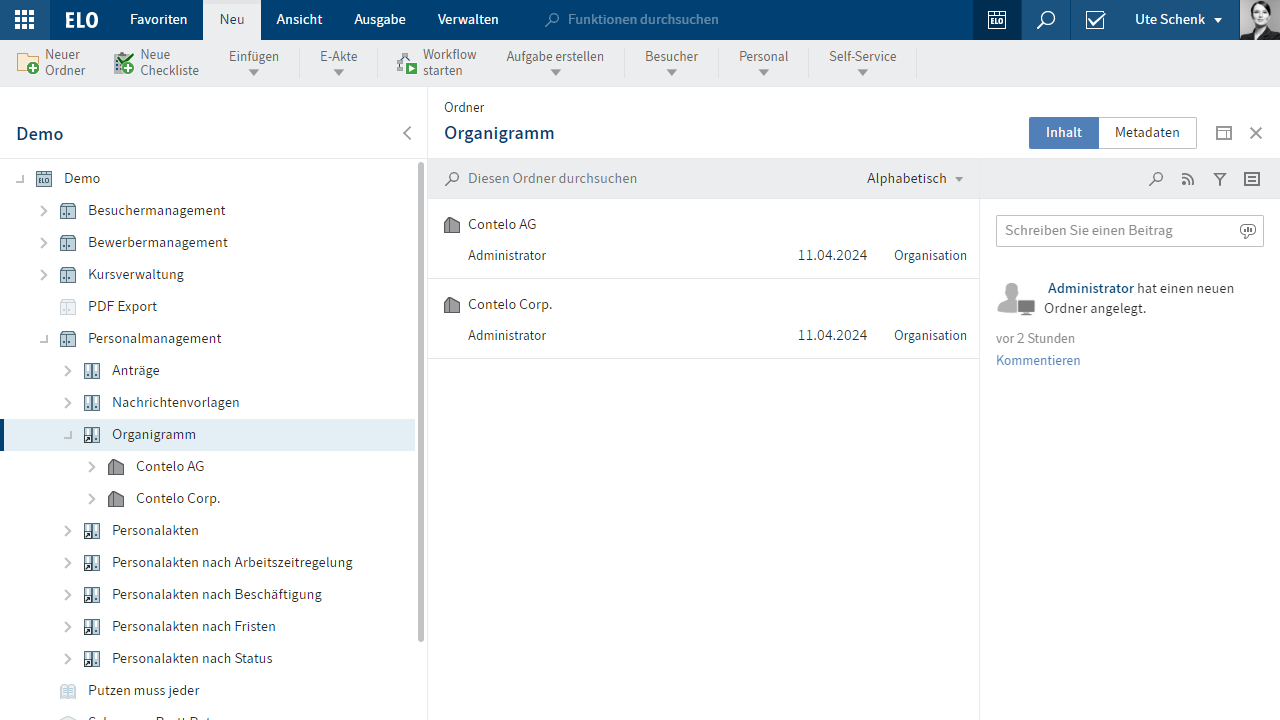 ELO Favoriten Neu Ansicht Ausgabe Verwalten Funktionen durchsuchen ELO Ute Schenk
Neuer Ordner
Neue Checkliste
Einfügen
E-Akte
Workflow starten
Aufgabe erstellen
Besucher
Personal
Self-Service
Demo
ELO Demo
Besuchermanagement
Bewerbermanagement
Kursverwaltung
PDF Export
Personalmanagement
Anträge
Nachrichtenvorlagen
Organigramm
Contelo AG
Contelo Corp.
Personalakten
Personalakten nach Arbeitszeitregelung
Personalakten nach Beschäftigung
Personalakten nach Fristen
Personalakten nach Status
Putzen muss jeder
Ordner
Organigramm
Inhalt Metadaten
Diesen Ordner durchsuchen Alphabetisch
Contelo AG
Administrator 11.04.2024 Organisation
Contelo Corp.
Administrator 11.04.2024 Organisation
Schreiben Sie einen Beitrag
Administrator hat einen neuen
Ordner angelegt.
vor 2 Stunden
Kommentieren